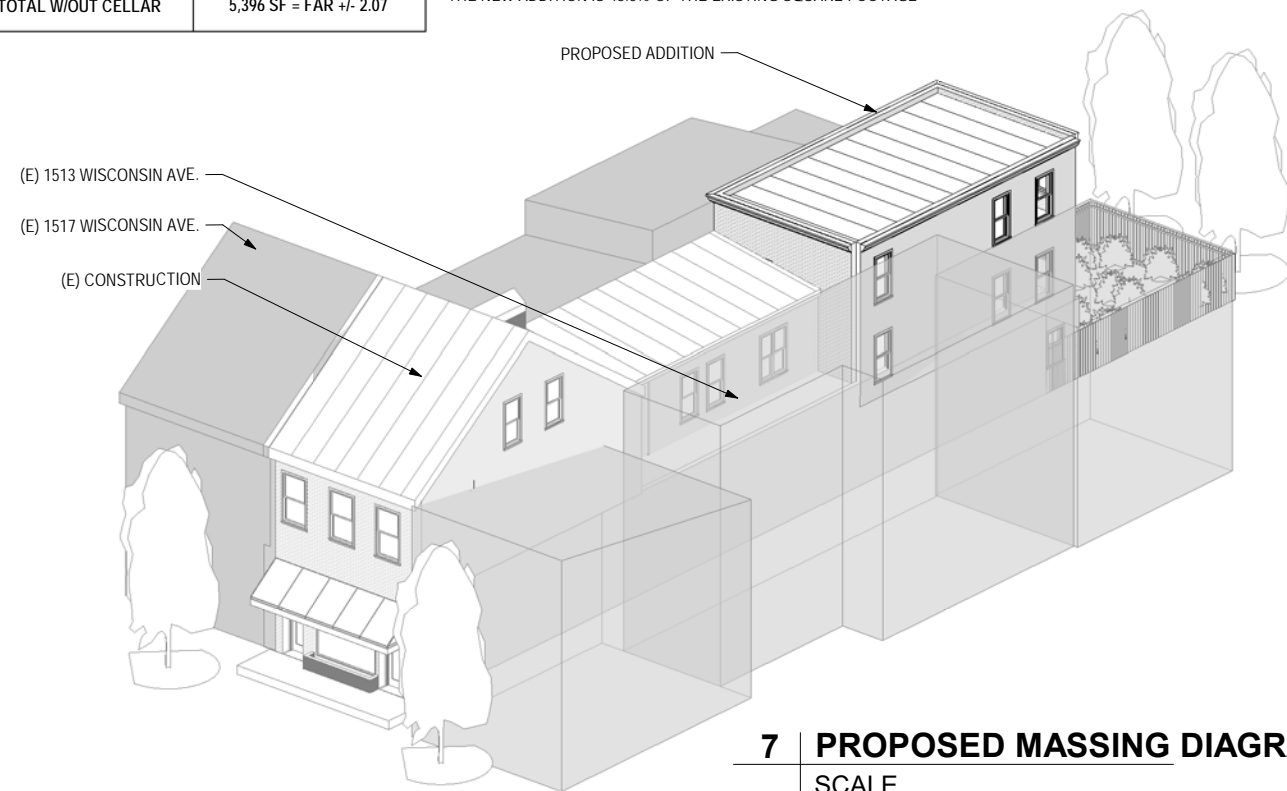 TOTAL W/OUT CELLAR
5,396 SF = FAR +/- 2.07
PROPOSED ADDITION
(E) 1513 WISCONSIN AVE.
(E) 1517 WISCONSIN AVE.
(E) CONSTRUCTION
7 PROPOSED MASSING DIAGR
SCALE